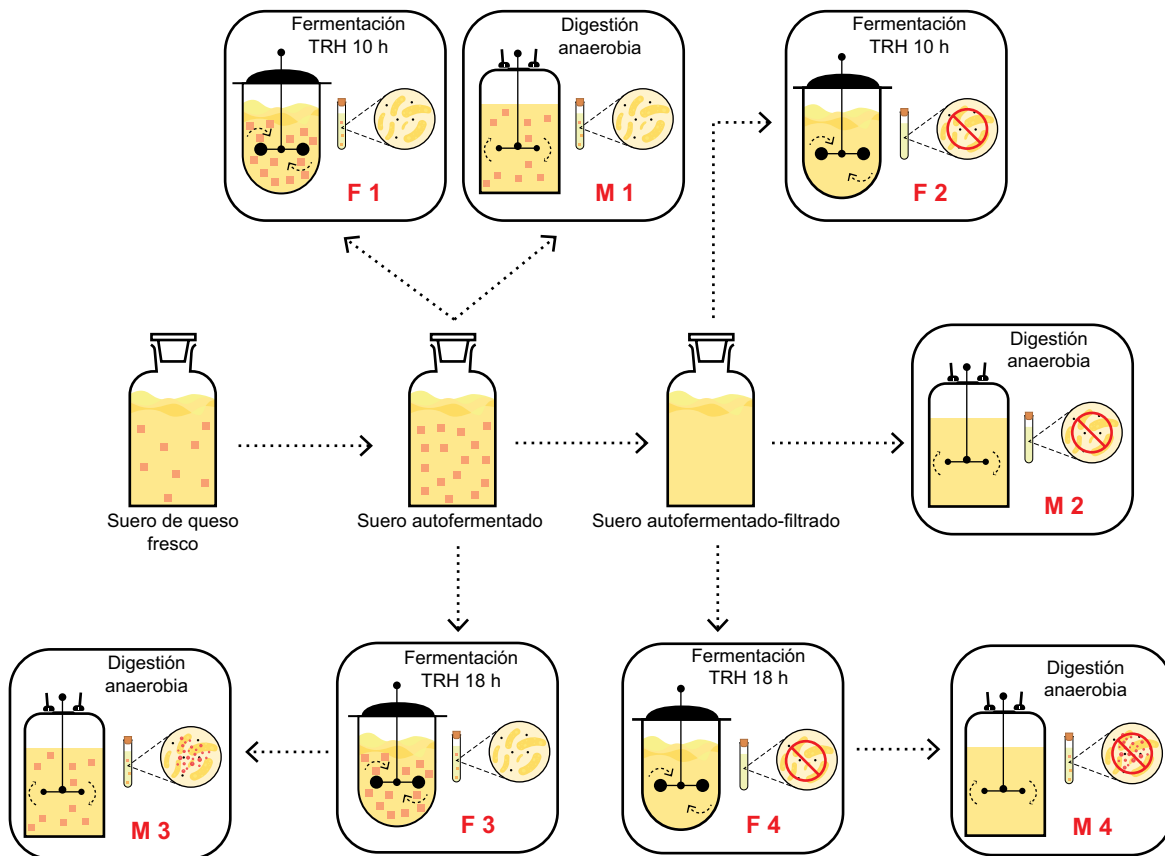 Fermentación
TRH 10 h
F 1
Digestión
anaerobia
M 1
Fermentación
TRH 10 h
F 2
Suero de queso
fresco
Suero autofermentado
Suero autofermentado-filtrado
Digestión
anaerobia
M 2
Digestión
anaerobia
M 3
Fermentación
TRH 18 h
F 3
Fermentación
TRH 18 h
F 4
Digestión
anaerobia
M 4